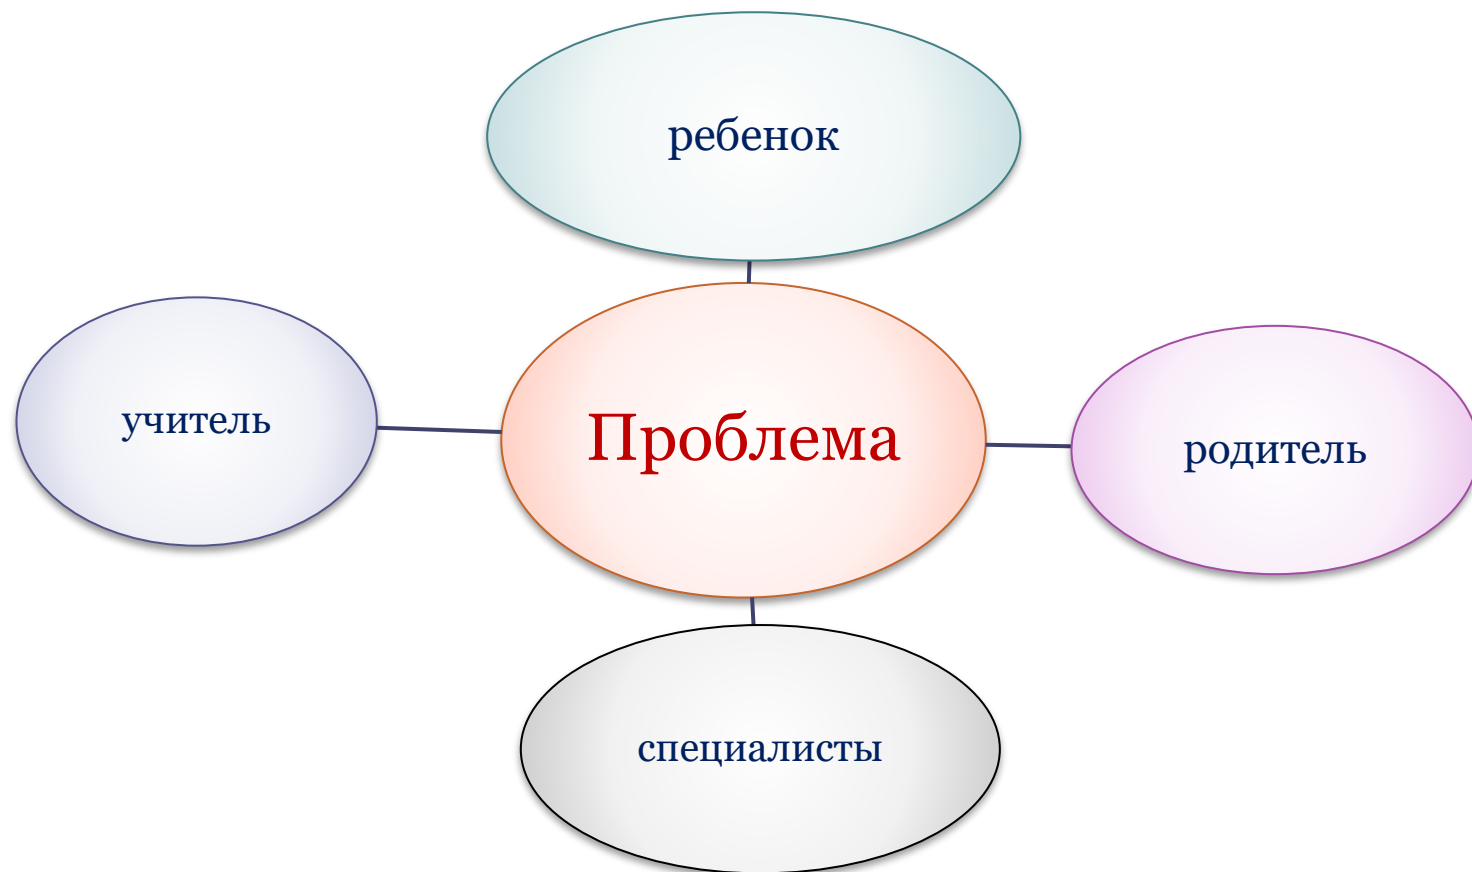 ребенок
учитель
Проблема
родитель
специалисты